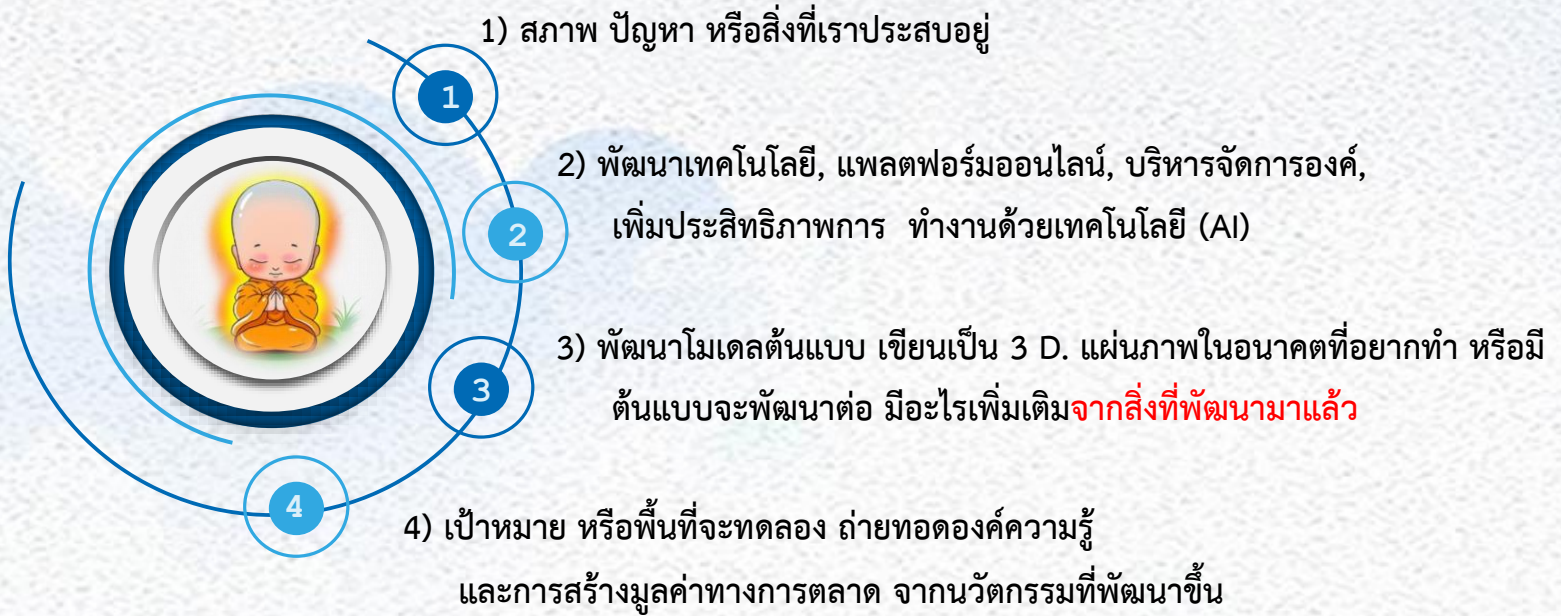 1) สภาพ ปัญหา หรือสิ่งที่เราประสบอยู่
1
2) พัฒนาเทคโนโลยี, แพลตฟอร์มออนไลน์, บริหารจัดการองค์,
เพิ่มประสิทธิภาพการ ทำงานด้วยเทคโนโลยี (AI)
2
3) พัฒนาโมเดลต้นแบบ เขียนเป็น 3 D. แผ่นภาพในอนาคตที่อยากทำ หรือมี
ต้นแบบจะพัฒนาต่อ มีอะไรเพิ่มเติมจากสิ่งที่พัฒนามาแล้ว
3
4) เป้าหมาย หรือพื้นที่จะทดลอง ถ่ายทอดองค์ความรู้
และการสร้างมูลค่าทางการตลาด จากนวัตกรรมที่พัฒนาขึ้น
4